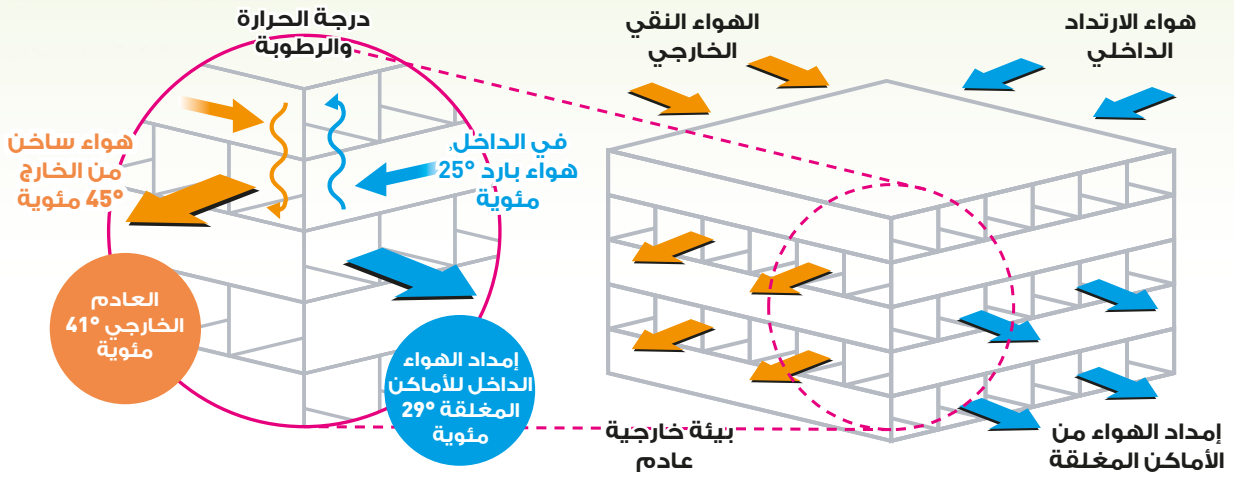 هواء الارتداد
الداخلي
الهواء النقي
الخارجي
درجة الحرارة
والرطوبة
هواء ساخن
من الخارج
45° مئوية
في الداخل,
هواء بارد 25°
مئوية
العادم
الخارجي 41°
مئوية
إمداد الهواء
الداخل للأماكن
المغلقة 29°
مئوية
بيئة خارجية
عادم
إمداد الهواء من
الأماكن المغلقة